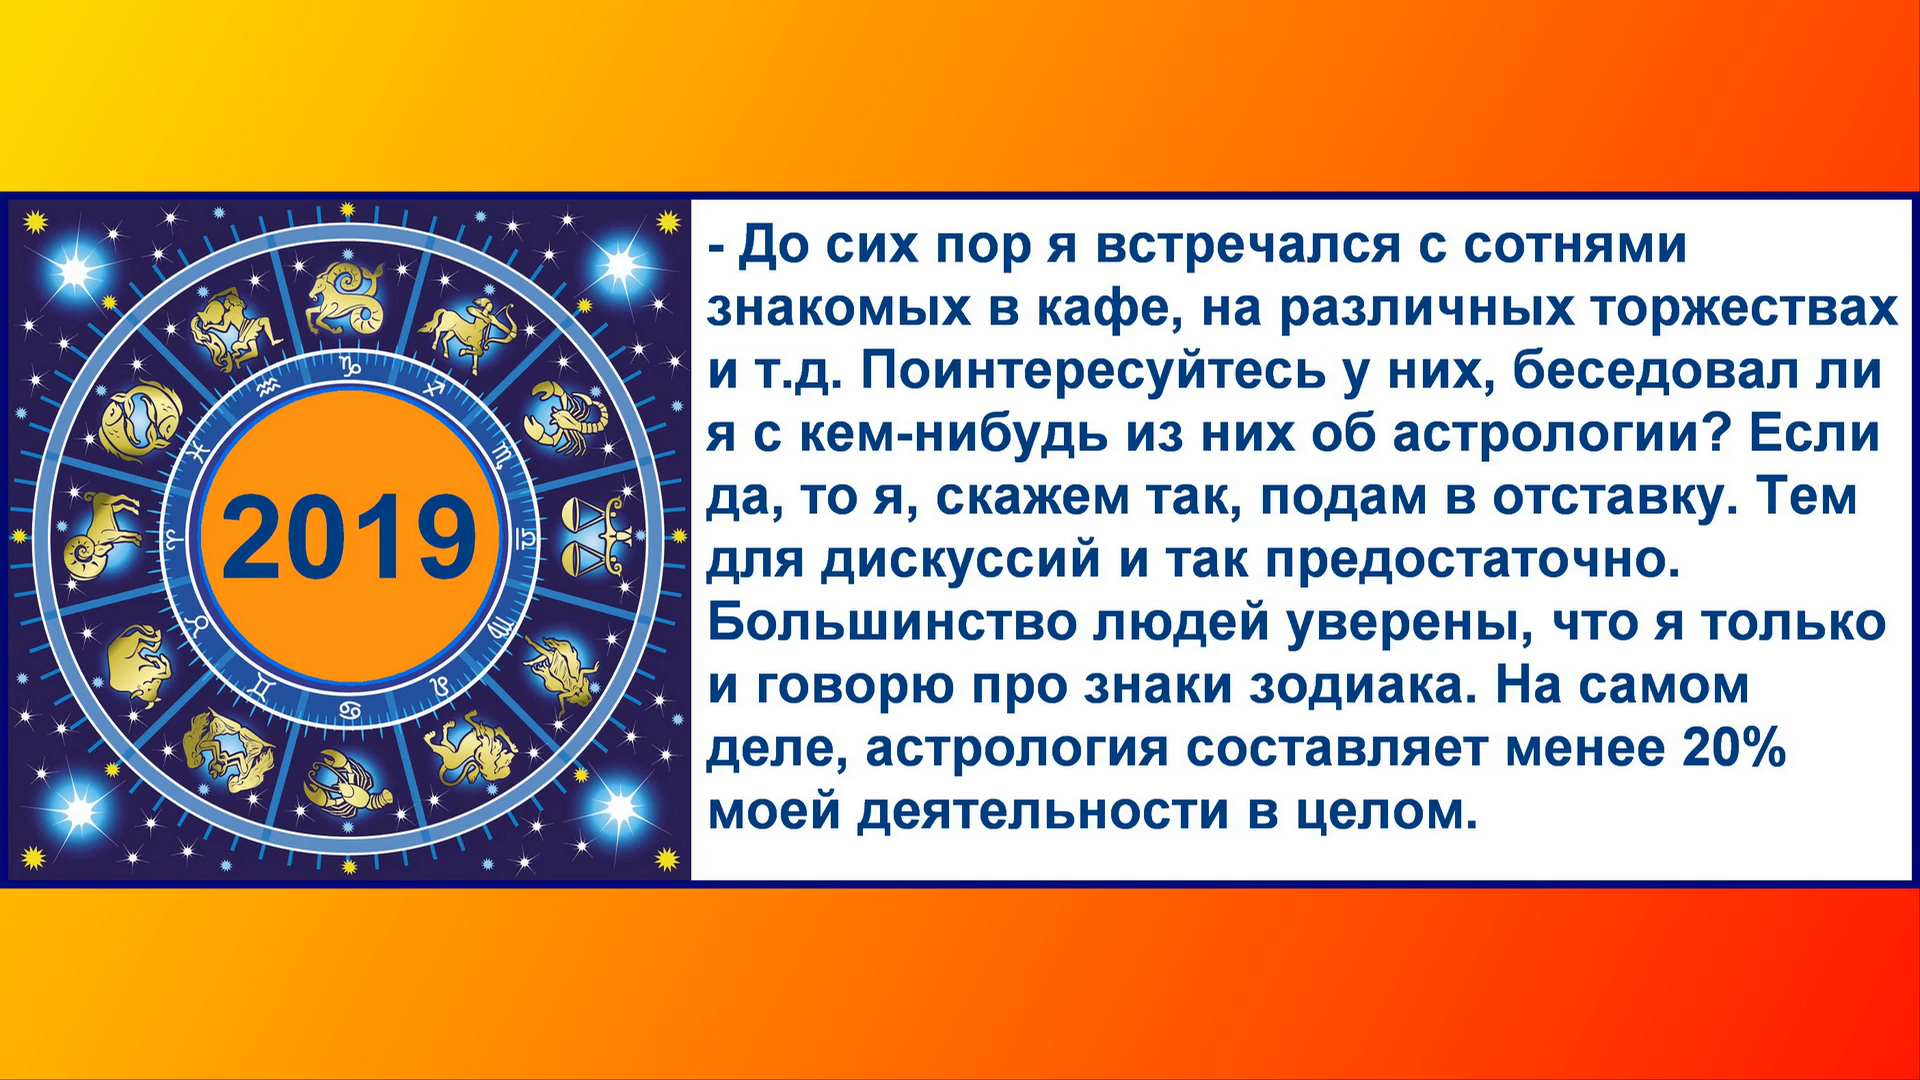 2019
- До сих пор я встречался с сотнями
знакомых в кафе, на различных торжествах
и т.д. Поинтересуйтесь у них, беседовал ли
я с кем-нибудь из них об астрологии? Если
да, то я, скажем так, подам в отставку. Тем
для дискуссий и так предостаточно.
Большинство людей уверены, что я только
и говорю про знаки зодиака. На самом
деле, астрология составляет менее 20%
моей деятельности в целом.